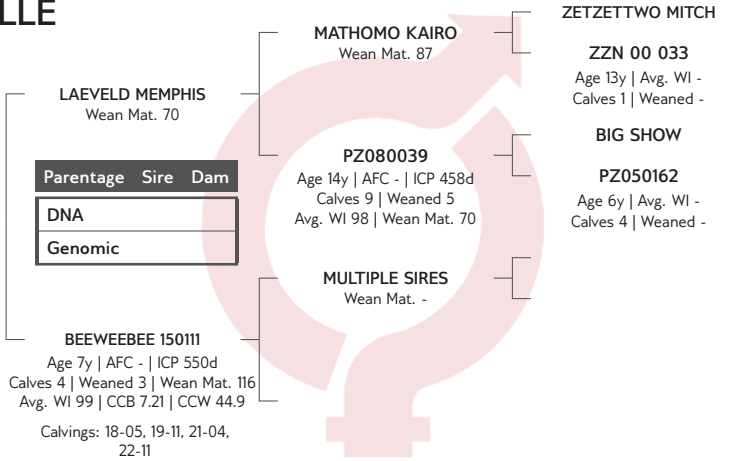 LLE
LAEVELD MEMPHIS
Wean Mat. 70
Parentage Sire Dam
DNA
Genomic
BEEWEEBEE 150111
Age 7y | AFC - | ICP 550d
Calves 4 | Weaned 3 | Wean Mat. 116
Avg. WI 99 | CCB 7.21 | CCW 44.9
Calvings: 18-05, 19-11, 21-04,
22-11
MATHOMO KAIRO
Wean Mat. 87
PZ080039
Age 14y | AFC - | ICP 458d
Calves 9 | Weaned 5
Avg. WI 98 | Wean Mat. 70
MULTIPLE SIRES
Wean Mat. -
ZETZETTWO MITCH
ZZN 00 033
Age 13y | Avg. WI -
Calves 1 | Weaned -
BIG SHOW
PZ050162
Age 6y | Avg. WI -
Calves 4 | Weaned -